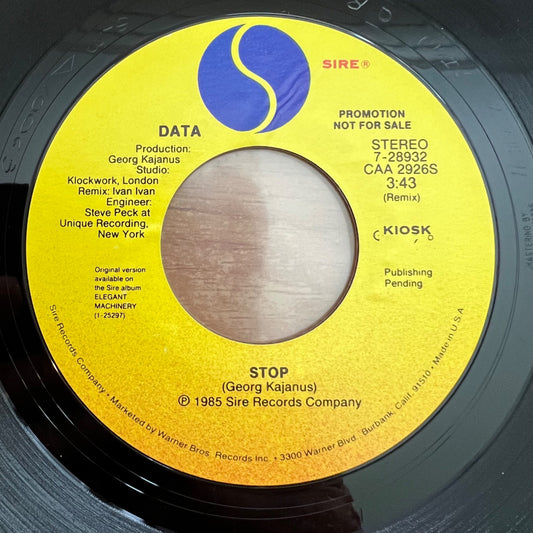 SIRE®
DATA
Production:
Georg Kajanus
Studio:
Klockwork, London
Remix: Ivan Ivan
Engineer:
Steve Peck at
Unique Recording,
New York
PROMOTION
NOT FOR SALE
STEREO
7-28932
CAA 2926S
3:43
(Remix)
KIOSK
Publishing
Pending
Original version
available on
the Sire album
ELEGANT
MACHINERY
(1-25297)
STOP
(Georg Kajanus)
℗ 1985 Sire Records Company
Sire Records Company • Marketed by Warner Bros. Records Inc. • 3300 Warner Blvd., Burbank, Calif. 91510 • Made in U.S.A.
MASTERING BY